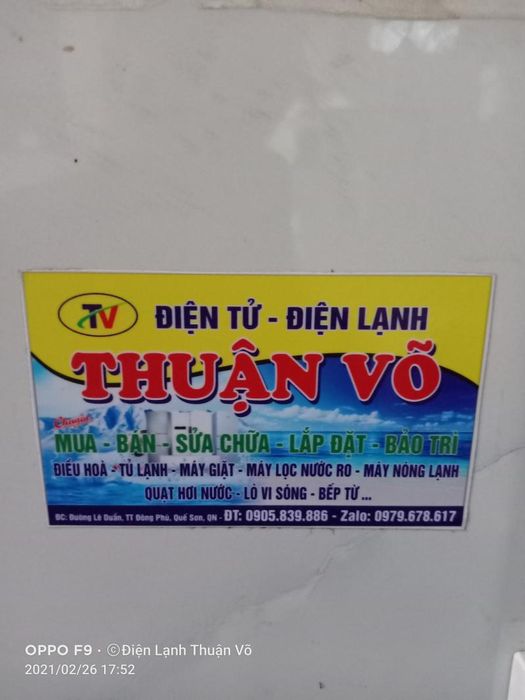 TV
ĐIỆN TỬ - ĐIỆN LẠNH
THUẬN VÕ
Chuyên
MUA - BÁN - SỬA CHỮA - LẮP ĐẶT - BẢO TRÌ
ĐIỀU HOÀ - TỦ LẠNH - MÁY GIẶT - MÁY LỌC NƯỚC RO - MÁY NÓNG LẠNH
QUẠT HƠI NƯỚC - LÒ VI SÓNG - BẾP TỪ ...
ĐC: Đường Lê Duẩn, TT Đông Phú, Quế Sơn, QN - ĐT: 0905.839.886 - Zalo: 0979.678.617
OPPO F9 · ©Điện Lạnh Thuận Võ
2021/02/26 17:52